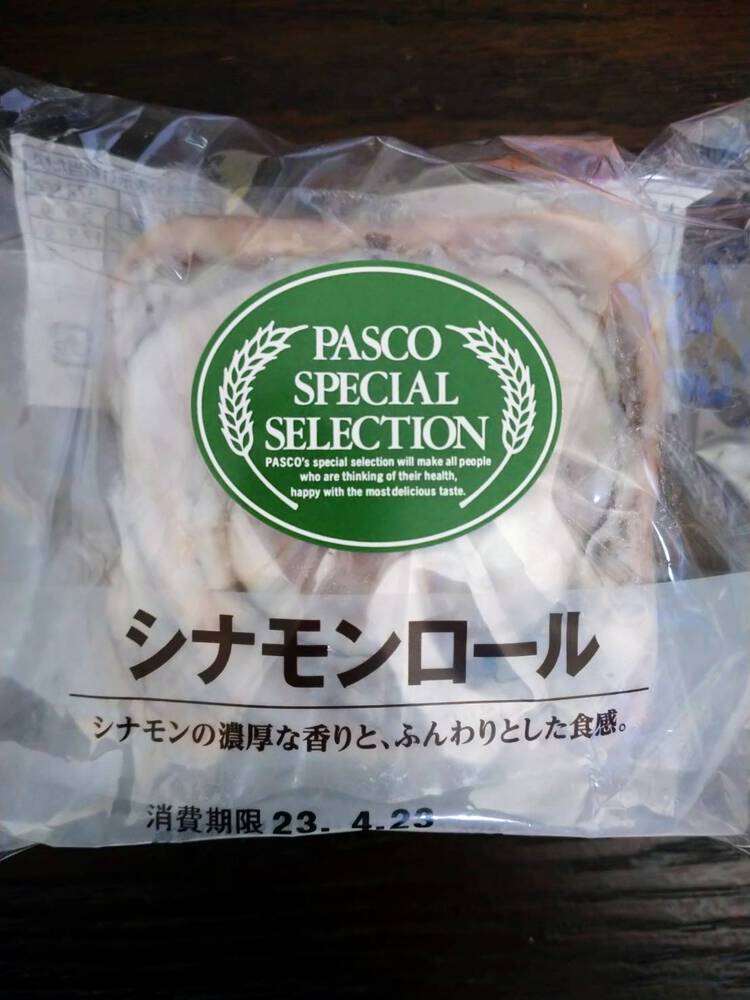 PASCO
SPECIAL
SELECTION
PASCO's special selection will make all people
who are thinking of their health,
happy with the most delicious taste.
シナモンロール
シナモンの濃厚な香りと、ふんわりとした食感。
消費期限 23. 4.23